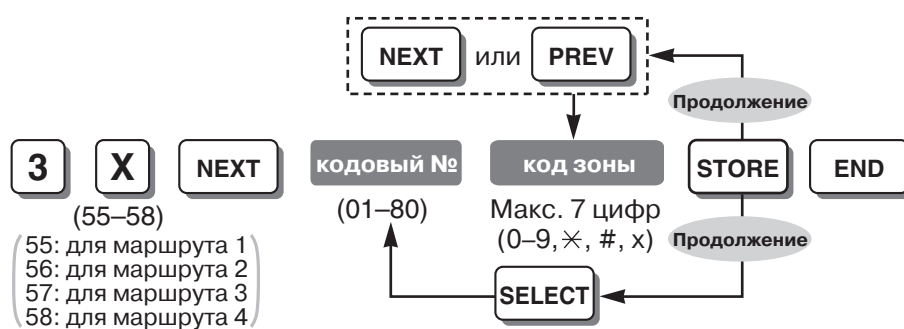 NEXT или PREV
Продолжение
3 X NEXT кодовый № код зоны STORE END
(55–58) (01–80) Макс. 7 цифр
(0–9, ✳, #, x)
Продолжение
55: для маршрута 1
56: для маршрута 2
57: для маршрута 3
58: для маршрута 4
SELECT